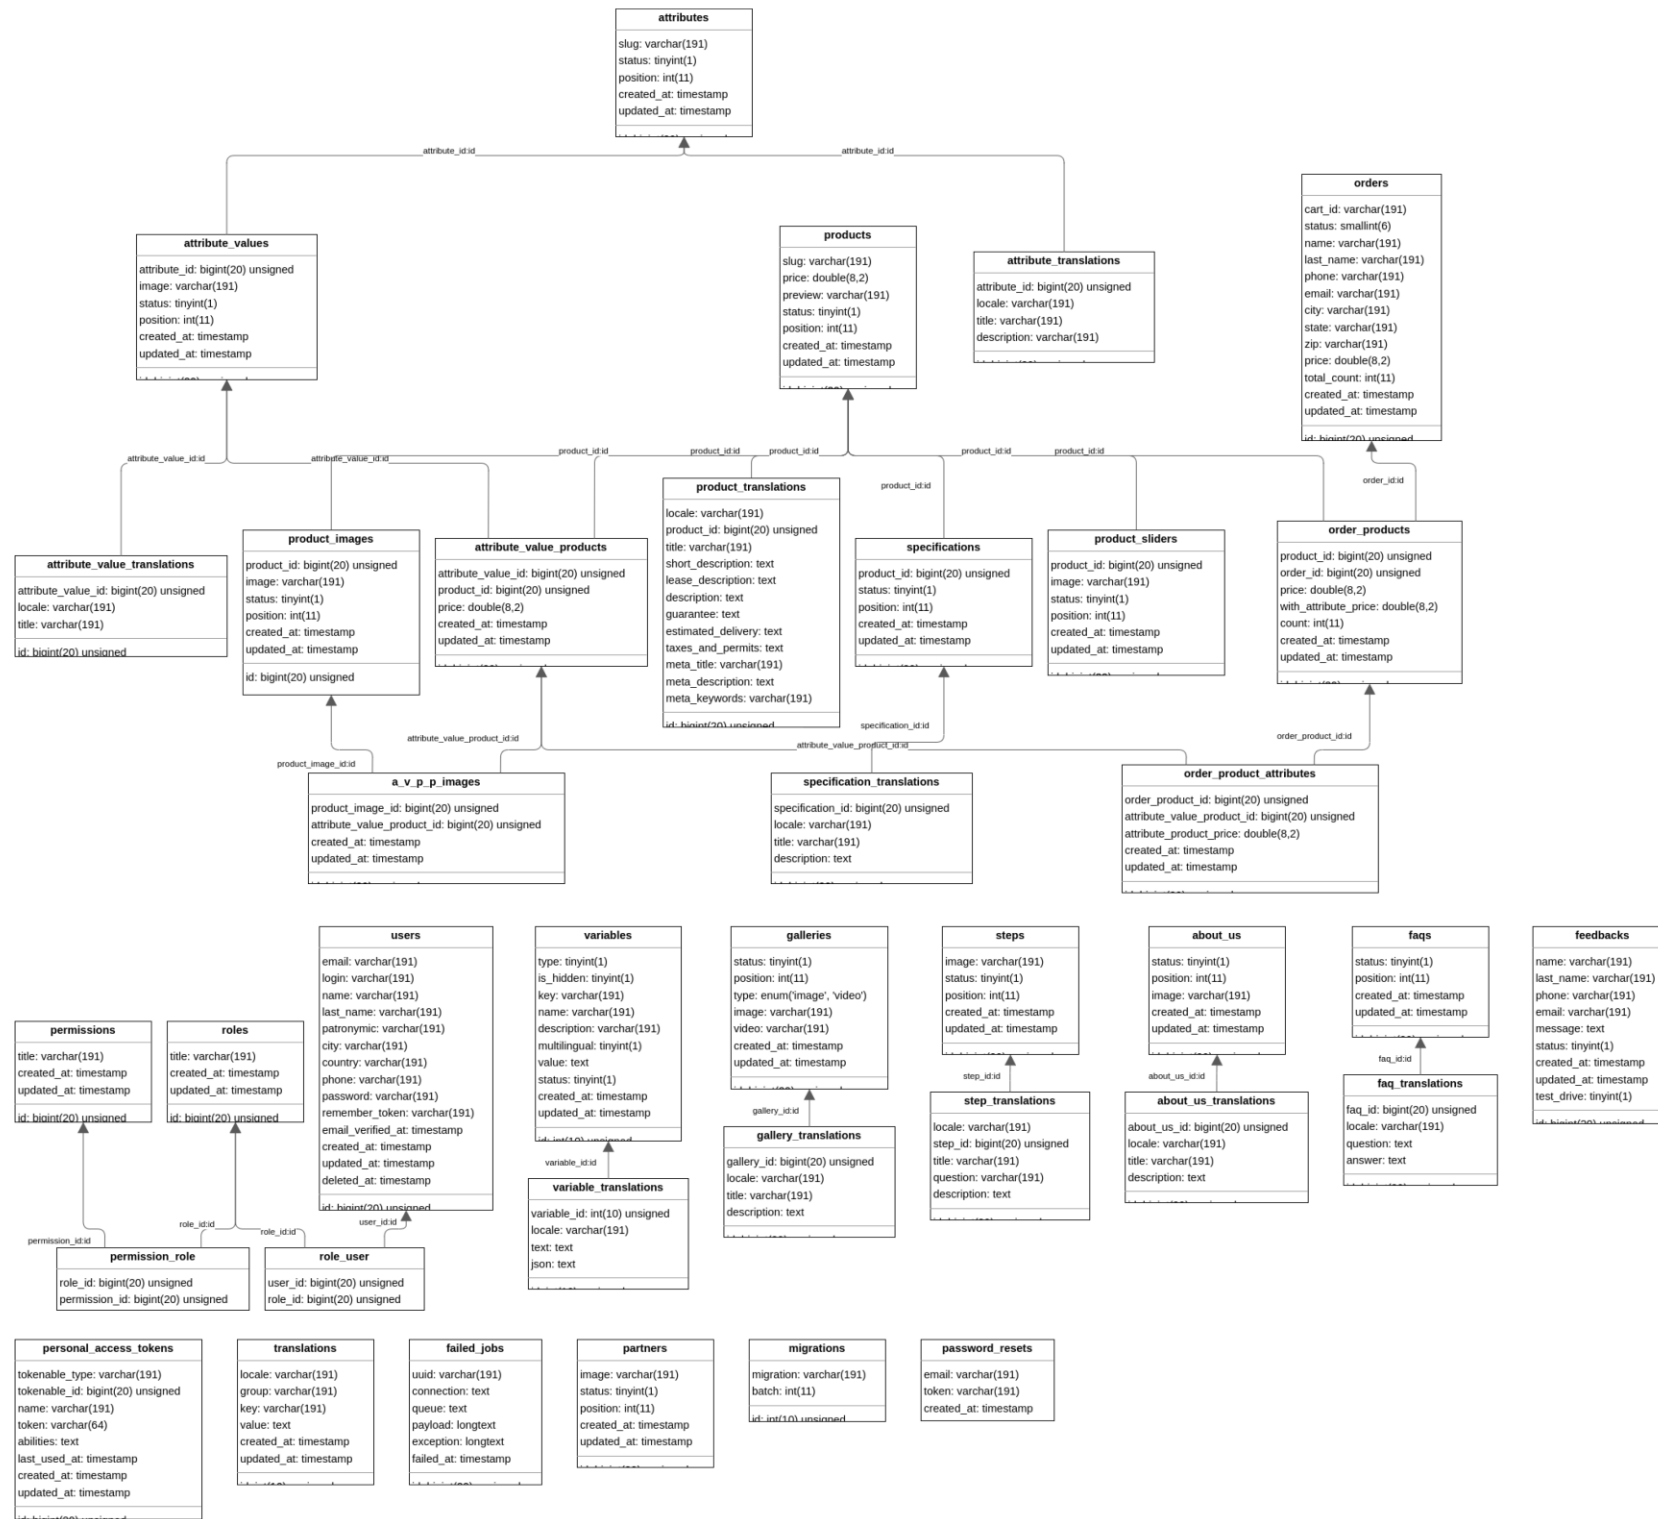 attributes
slug: varchar(191)
status: tinyint(1)
position: int(11)
created_at: timestamp
updated_at: timestamp
attribute_id:id
attribute_id:id
attribute_values
attribute_id: bigint(20) unsigned
image: varchar(191)
status: tinyint(1)
position: int(11)
created_at: timestamp
updated_at: timestamp
products
slug: varchar(191)
price: double(8,2)
preview: varchar(191)
status: tinyint(1)
position: int(11)
created_at: timestamp
updated_at: timestamp
attribute_translations
attribute_id: bigint(20) unsigned
locale: varchar(191)
title: varchar(191)
description: varchar(191)
orders
cart_id: varchar(191)
status: smallint(6)
name: varchar(191)
last_name: varchar(191)
phone: varchar(191)
email: varchar(191)
city: varchar(191)
state: varchar(191)
zip: varchar(191)
price: double(8,2)
total_count: int(11)
created_at: timestamp
updated_at: timestamp
id: bigint(20) unsigned
attribute_value_id:id
attribute_value_id:id
product_id:id
product_id:id
product_id:id
product_id:id
product_id:id
product_id:id
order_id:id
attribute_value_translations
attribute_value_id: bigint(20) unsigned
locale: varchar(191)
title: varchar(191)
id: bigint(20) unsigned
product_images
product_id: bigint(20) unsigned
image: varchar(191)
status: tinyint(1)
position: int(11)
created_at: timestamp
updated_at: timestamp
id: bigint(20) unsigned
attribute_value_products
attribute_value_id: bigint(20) unsigned
product_id: bigint(20) unsigned
price: double(8,2)
created_at: timestamp
updated_at: timestamp
product_translations
locale: varchar(191)
product_id: bigint(20) unsigned
title: varchar(191)
short_description: text
lease_description: text
description: text
guarantee: text
estimated_delivery: text
taxes_and_permits: text
meta_title: varchar(191)
meta_description: text
meta_keywords: varchar(191)
id: bigint(20) unsigned
specifications
product_id: bigint(20) unsigned
status: tinyint(1)
position: int(11)
created_at: timestamp
updated_at: timestamp
product_sliders
product_id: bigint(20) unsigned
image: varchar(191)
status: tinyint(1)
position: int(11)
created_at: timestamp
updated_at: timestamp
order_products
product_id: bigint(20) unsigned
order_id: bigint(20) unsigned
price: double(8,2)
with_attribute_price: double(8,2)
count: int(11)
created_at: timestamp
updated_at: timestamp
product_image_id:id
attribute_value_product_id:id
specification_id:id
attribute_value_product_id:id
order_product_id:id
a_v_p_p_images
product_image_id: bigint(20) unsigned
attribute_value_product_id: bigint(20) unsigned
created_at: timestamp
updated_at: timestamp
specification_translations
specification_id: bigint(20) unsigned
locale: varchar(191)
title: varchar(191)
description: text
order_product_attributes
order_product_id: bigint(20) unsigned
attribute_value_product_id: bigint(20) unsigned
attribute_product_price: double(8,2)
created_at: timestamp
updated_at: timestamp
permissions
title: varchar(191)
created_at: timestamp
updated_at: timestamp
id: bigint(20) unsigned
roles
title: varchar(191)
created_at: timestamp
updated_at: timestamp
id: bigint(20) unsigned
users
email: varchar(191)
login: varchar(191)
name: varchar(191)
last_name: varchar(191)
patronymic: varchar(191)
city: varchar(191)
country: varchar(191)
phone: varchar(191)
password: varchar(191)
remember_token: varchar(191)
email_verified_at: timestamp
created_at: timestamp
updated_at: timestamp
deleted_at: timestamp
id: bigint(20) unsigned
variables
type: tinyint(1)
is_hidden: tinyint(1)
key: varchar(191)
name: varchar(191)
description: varchar(191)
multilingual: tinyint(1)
value: text
status: tinyint(1)
created_at: timestamp
updated_at: timestamp
id: int(10) unsigned
galleries
status: tinyint(1)
position: int(11)
type: enum('image', 'video')
image: varchar(191)
video: varchar(191)
created_at: timestamp
updated_at: timestamp
steps
image: varchar(191)
status: tinyint(1)
position: int(11)
created_at: timestamp
updated_at: timestamp
about_us
status: tinyint(1)
position: int(11)
image: varchar(191)
created_at: timestamp
updated_at: timestamp
faqs
status: tinyint(1)
position: int(11)
created_at: timestamp
updated_at: timestamp
feedbacks
name: varchar(191)
last_name: varchar(191)
phone: varchar(191)
email: varchar(191)
message: text
status: tinyint(1)
created_at: timestamp
updated_at: timestamp
test_drive: tinyint(1)
id: bigint(20) unsigned
permission_id:id
role_id:id
role_id:id
user_id:id
variable_id:id
gallery_id:id
step_id:id
about_us_id:id
faq_id:id
permission_role
role_id: bigint(20) unsigned
permission_id: bigint(20) unsigned
role_user
user_id: bigint(20) unsigned
role_id: bigint(20) unsigned
variable_translations
variable_id: int(10) unsigned
locale: varchar(191)
text: text
json: text
gallery_translations
gallery_id: bigint(20) unsigned
locale: varchar(191)
title: varchar(191)
description: text
step_translations
locale: varchar(191)
step_id: bigint(20) unsigned
title: varchar(191)
question: varchar(191)
description: text
about_us_translations
about_us_id: bigint(20) unsigned
locale: varchar(191)
title: varchar(191)
description: text
faq_translations
faq_id: bigint(20) unsigned
locale: varchar(191)
question: text
answer: text
personal_access_tokens
tokenable_type: varchar(191)
tokenable_id: bigint(20) unsigned
name: varchar(191)
token: varchar(64)
abilities: text
last_used_at: timestamp
created_at: timestamp
updated_at: timestamp
translations
locale: varchar(191)
group: varchar(191)
key: varchar(191)
value: text
created_at: timestamp
updated_at: timestamp
failed_jobs
uuid: varchar(191)
connection: text
queue: text
payload: longtext
exception: longtext
failed_at: timestamp
partners
image: varchar(191)
status: tinyint(1)
position: int(11)
created_at: timestamp
updated_at: timestamp
migrations
migration: varchar(191)
batch: int(11)
id: int(10) unsigned
password_resets
email: varchar(191)
token: varchar(191)
created_at: timestamp